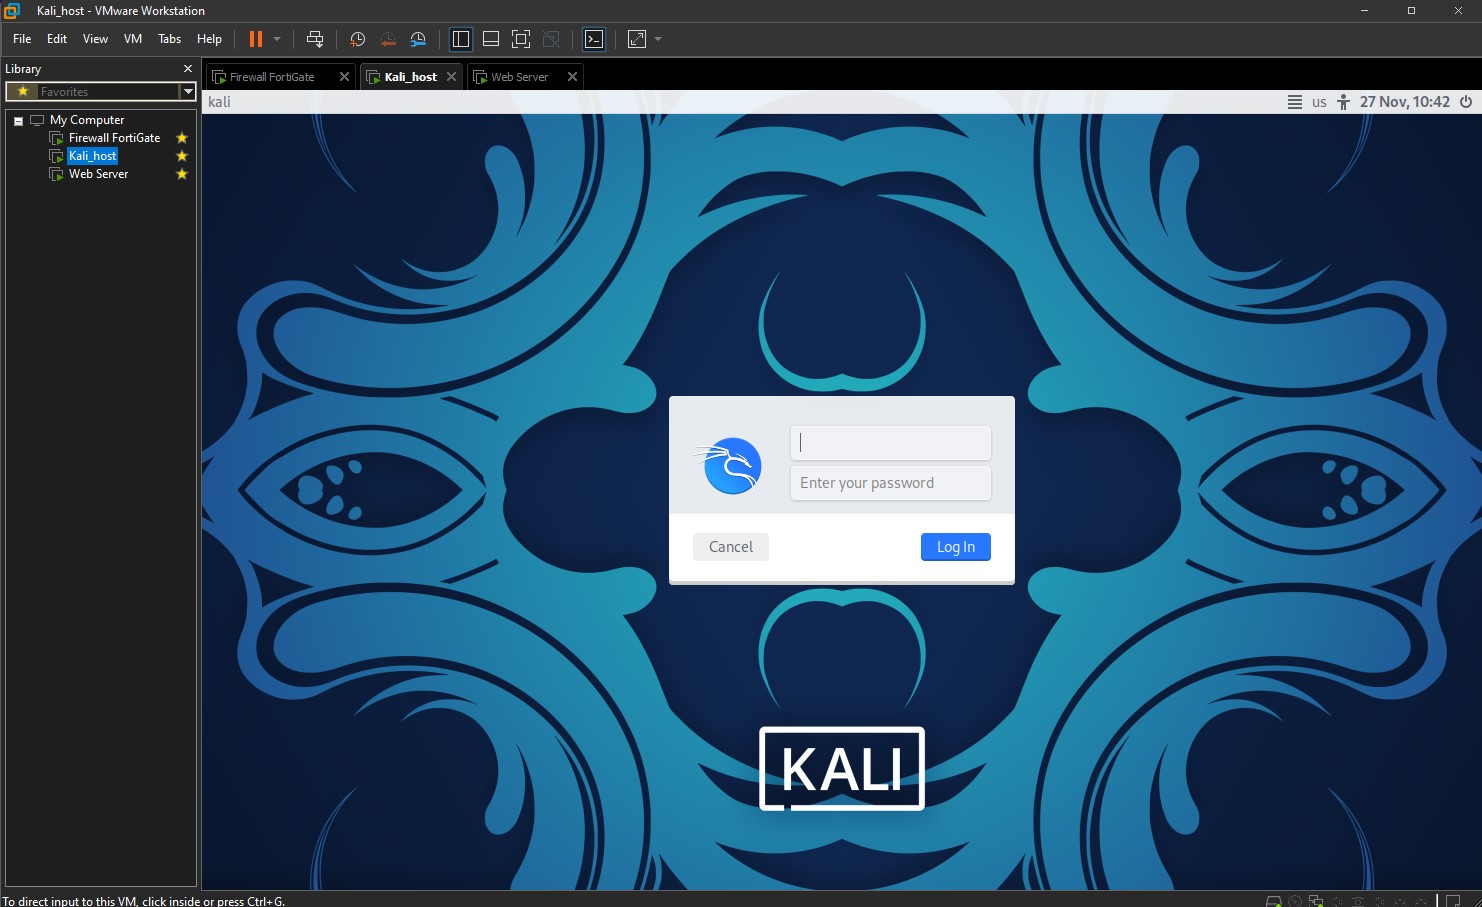 Kali_host - VMware Workstation
File Edit View VM Tabs Help
Library
Favorites
My Computer
Firewall FortiGate
Kali_host
Web Server
Firewall FortiGate
Kali_host
Web Server
kali
us
27 Nov, 10:42
Enter your password
Cancel
Log In
KALI
To direct input to this VM, click inside or press Ctrl+G.